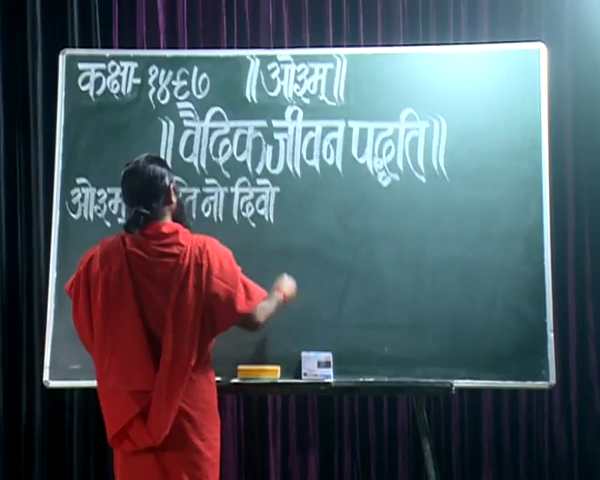 कक्षा- १४६७ ॥ओ३म्॥
॥वैदिक जीवन पद्धति॥
ओ३म् नो दिवो